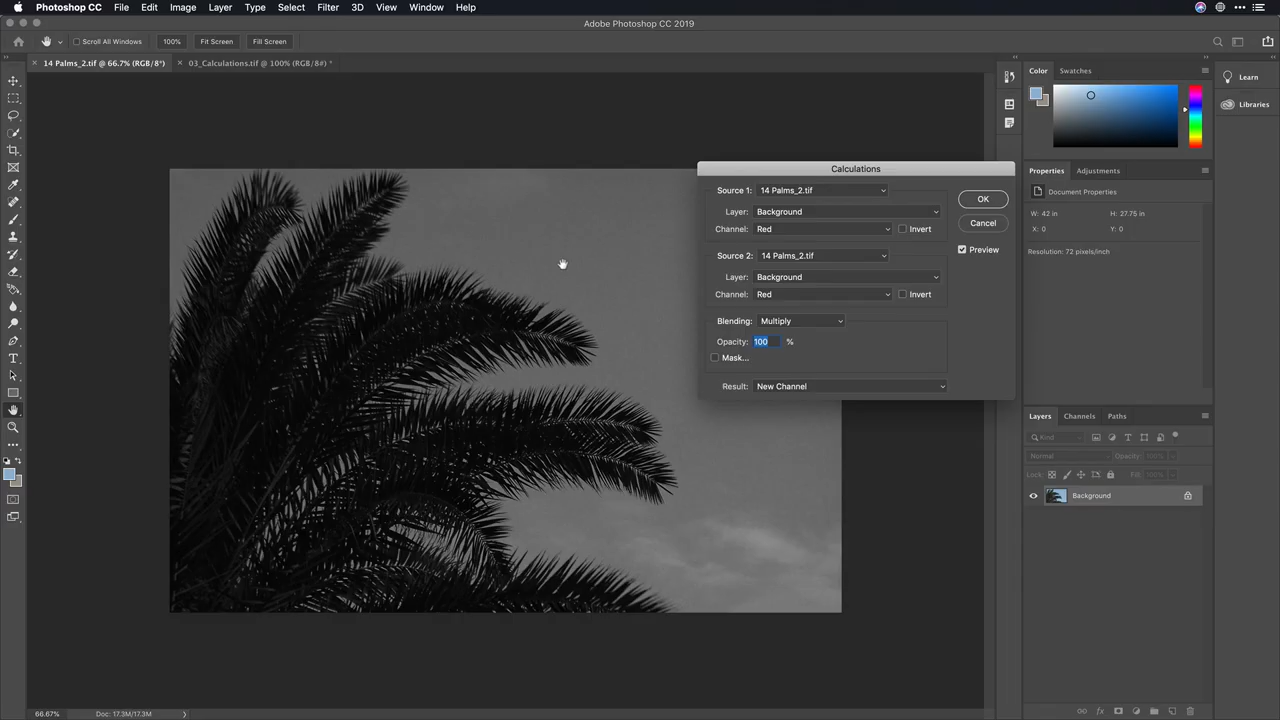 Photoshop CC File Edit Image Layer Type Select Filter 3D View Window Help
Adobe Photoshop CC 2019
Scroll All Windows 100% Fit Screen Fill Screen
14 Palms_2.tif @ 66.7% (RGB/8*) 03_Calculations.tif @ 100% (RGB/8#) *
Color Swatches
Learn
Libraries
Calculations
Source 1: 14 Palms_2.tif
Layer: Background
Channel: Red Invert
OK
Cancel
Preview
Source 2: 14 Palms_2.tif
Layer: Background
Channel: Red Invert
Blending: Multiply
Opacity: 100 %
Mask...
Result: New Channel
Properties Adjustments
Document Properties
W: 42 in H: 27.75 in
X: 0 Y: 0
Resolution: 72 pixels/inch
Layers Channels Paths
Kind
Normal Opacity: 100%
Lock: Fill: 100%
Background
66.67% Doc: 17.3M/17.3M